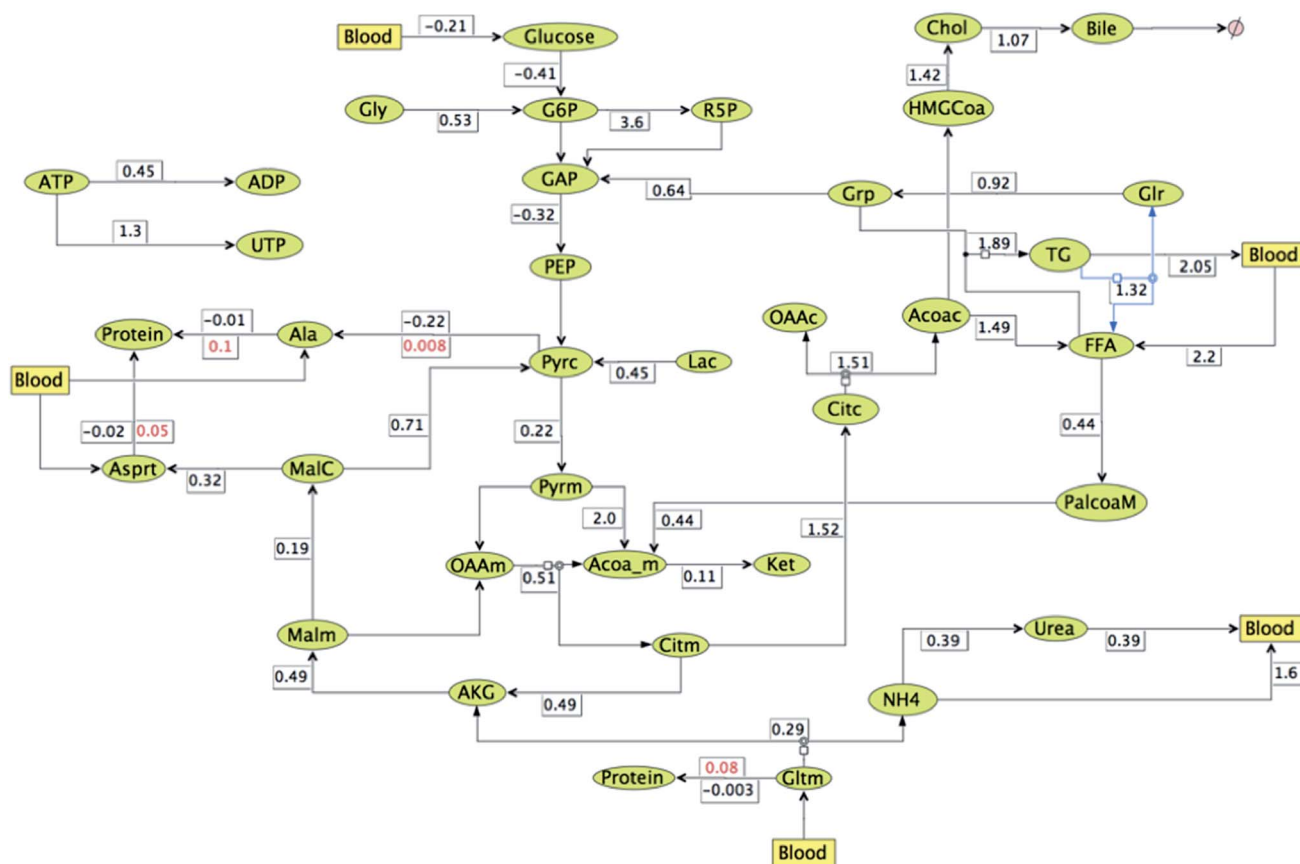 Blood
−0.21
Glucose
Chol
1.07
Bile
−0.41
1.42
Gly
0.53
G6P
3.6
R5P
HMGCoa
ATP
0.45
ADP
GAP
0.64
Grp
0.92
Glr
1.3
UTP
−0.32
1.89
TG
2.05
Blood
PEP
1.32
Protein
−0.01
0.1
Ala
−0.22
0.008
OAAc
Acoac
1.49
FFA
2.2
Blood
Pyrc
0.45
Lac
1.51
Citc
−0.02
0.05
0.71
0.22
0.44
Asprt
0.32
MalC
Pyrm
PalcoaM
2.0
0.44
1.52
0.19
OAAm
0.51
Acoa_m
0.11
Ket
Malm
Citm
0.39
Urea
0.39
Blood
0.49
AKG
0.49
NH4
1.6
0.29
Protein
0.08
−0.003
Gltm
Blood